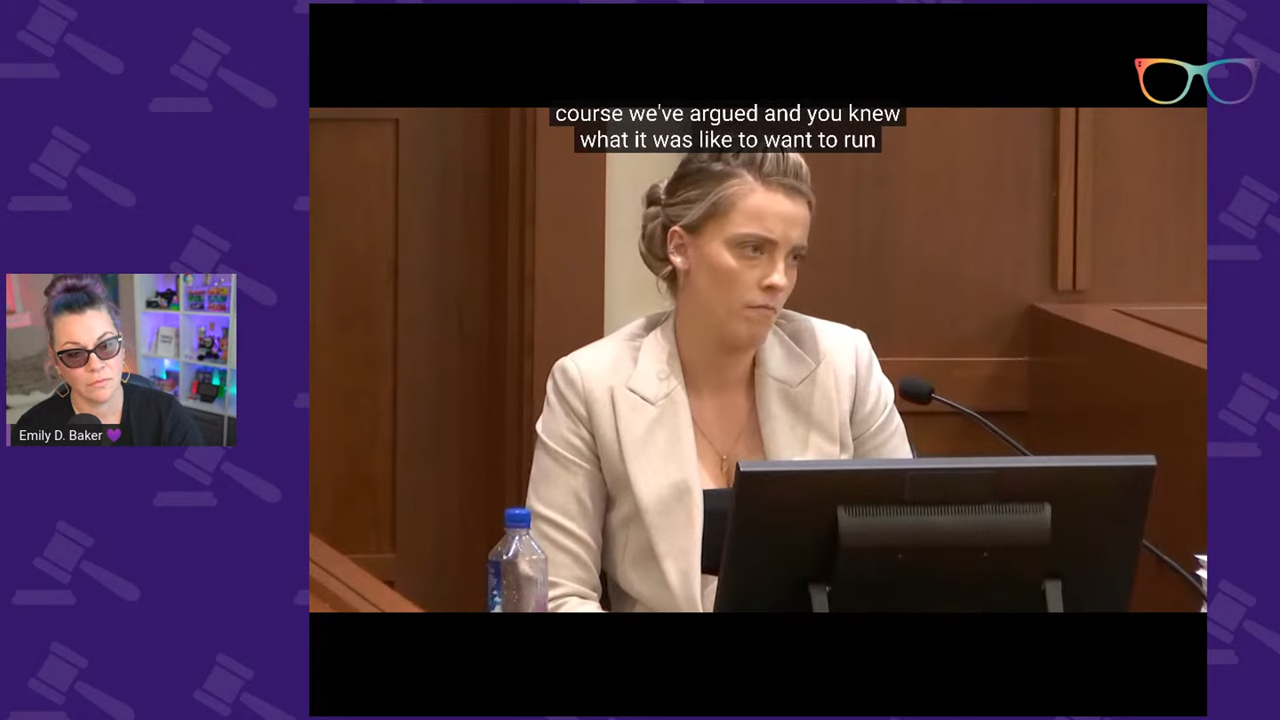 course we've argued and you knew
what it was like to want to run
Emily D. Baker 💜